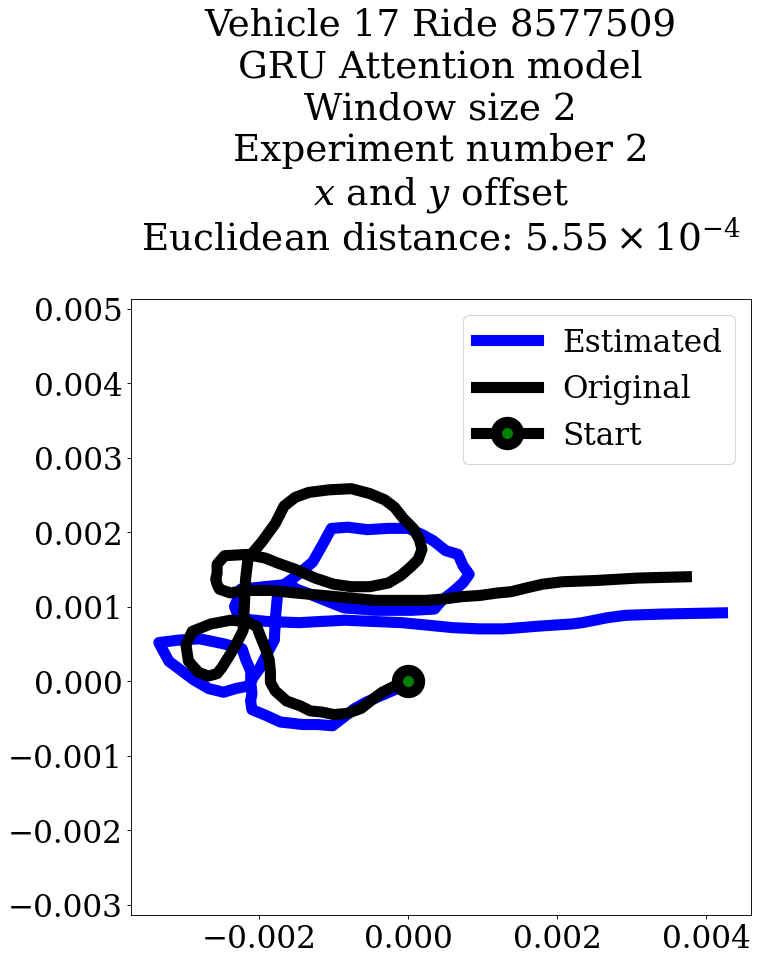 Vehicle 17 Ride 8577509
GRU Attention model
Window size 2
Experiment number 2
x and y offset
Euclidean distance: 5.55 × 10⁻⁴
Estimated
Original
Start
0.005
0.004
0.003
0.002
0.001
0.000
−0.001
−0.002
−0.003
−0.002 0.000 0.002 0.004